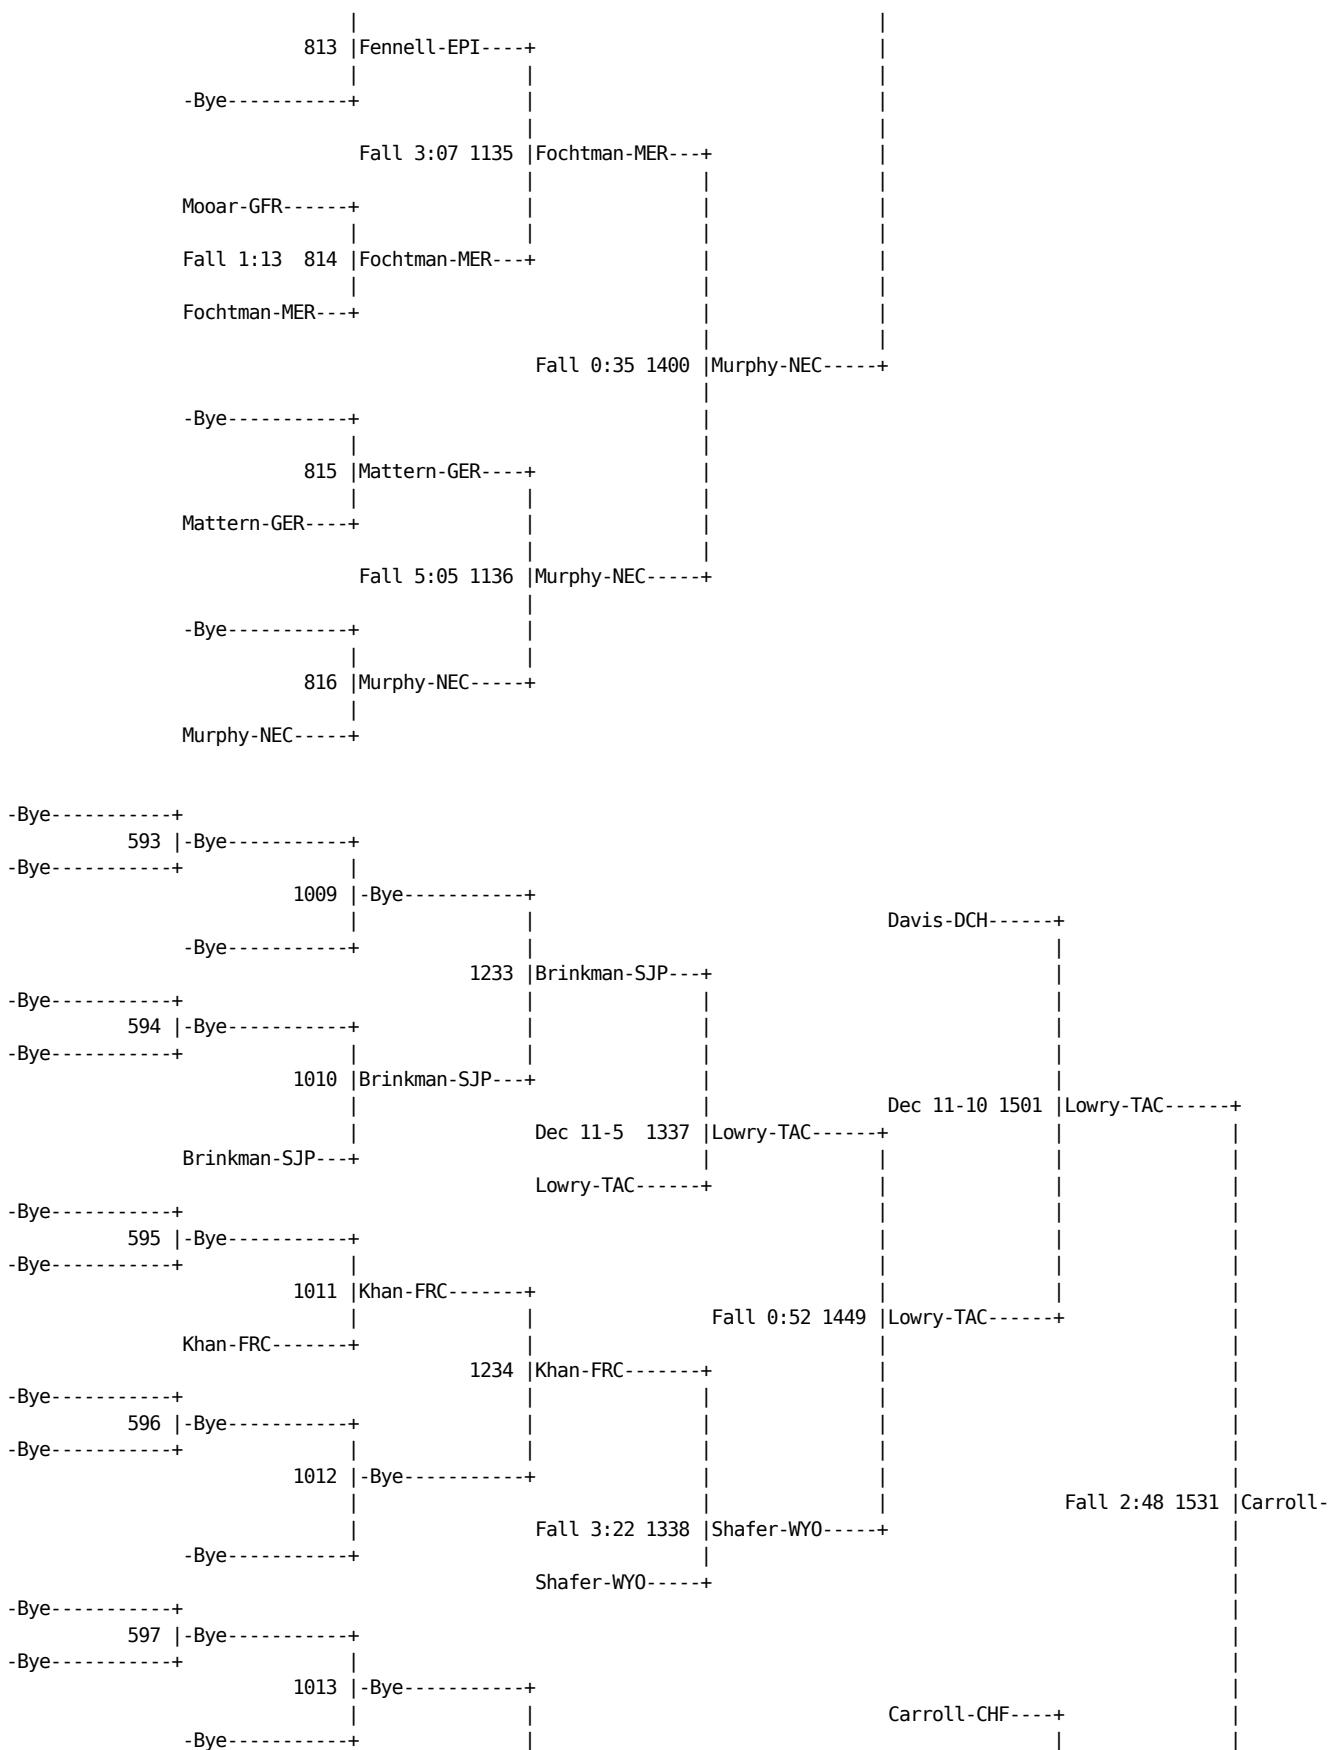 813 |Fennell-EPI----+
-Bye-----------+
Fall 3:07 1135 |Fochtman-MER---+
Mooar-GFR------+
Fall 1:13  814 |Fochtman-MER---+
Fochtman-MER---+
Fall 0:35 1400 |Murphy-NEC-----+
-Bye-----------+
815 |Mattern-GER----+
Mattern-GER----+
Fall 5:05 1136 |Murphy-NEC-----+
-Bye-----------+
816 |Murphy-NEC-----+
Murphy-NEC-----+
-Bye-----------+
593 |-Bye-----------+
-Bye-----------+
1009 |-Bye-----------+
Davis-DCH------+
-Bye-----------+
1233 |Brinkman-SJP---+
-Bye-----------+
594 |-Bye-----------+
-Bye-----------+
1010 |Brinkman-SJP---+
Dec 11-10 1501 |Lowry-TAC------+
Dec 11-5  1337 |Lowry-TAC------+
Brinkman-SJP---+
Lowry-TAC------+
-Bye-----------+
595 |-Bye-----------+
-Bye-----------+
1011 |Khan-FRC-------+
Fall 0:52 1449 |Lowry-TAC------+
Khan-FRC-------+
1234 |Khan-FRC-------+
-Bye-----------+
596 |-Bye-----------+
-Bye-----------+
1012 |-Bye-----------+
Fall 2:48 1531 |Carroll-
Fall 3:22 1338 |Shafer-WYO-----+
-Bye-----------+
Shafer-WYO-----+
-Bye-----------+
597 |-Bye-----------+
-Bye-----------+
1013 |-Bye-----------+
Carroll-CHF----+
-Bye-----------+